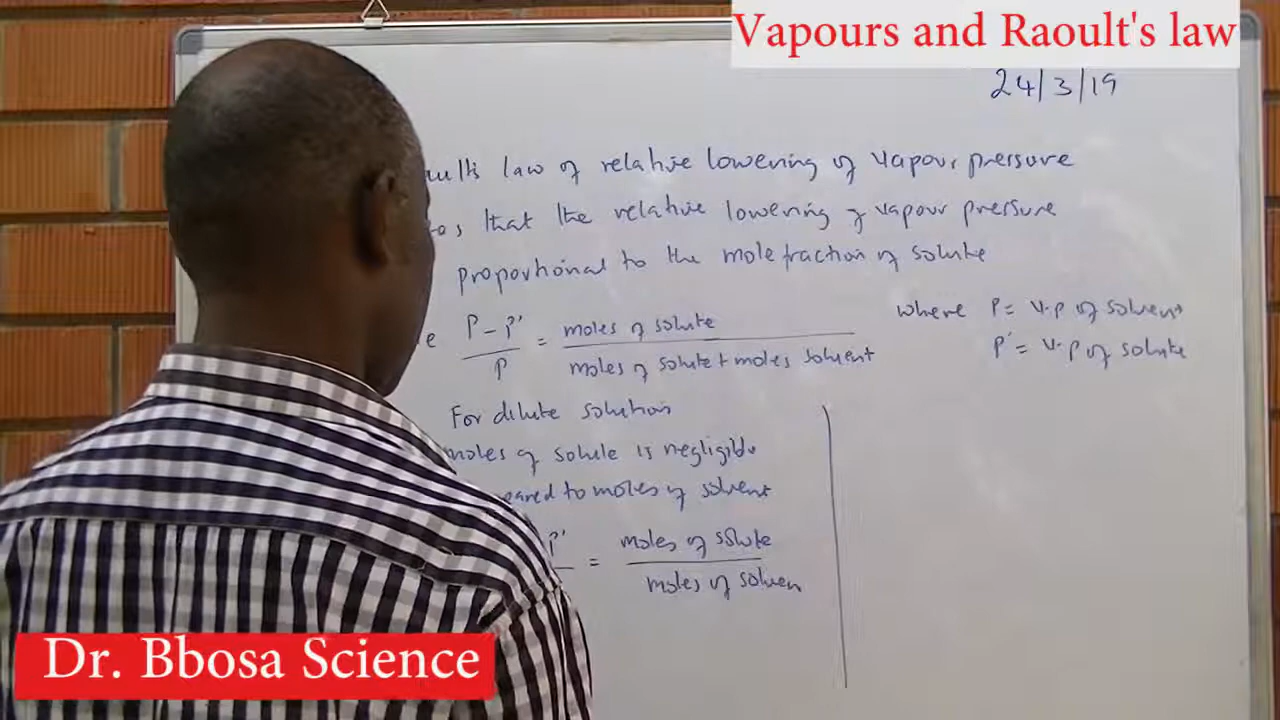 Vapours and Raoult's law
24/3/19
ult's law of relative lowering of vapour pressure
es that the relative lowering of vapour pressure
proportional to the mole fraction of solute
e P - P' / P = moles of solute / moles of solute + moles solvent
where P = v.p of solvent
P' = v.p of solute
For dilute solution
moles of solute is negligible
pared to moles of solvent
P' = moles of solute / moles of solven
Dr. Bbosa Science